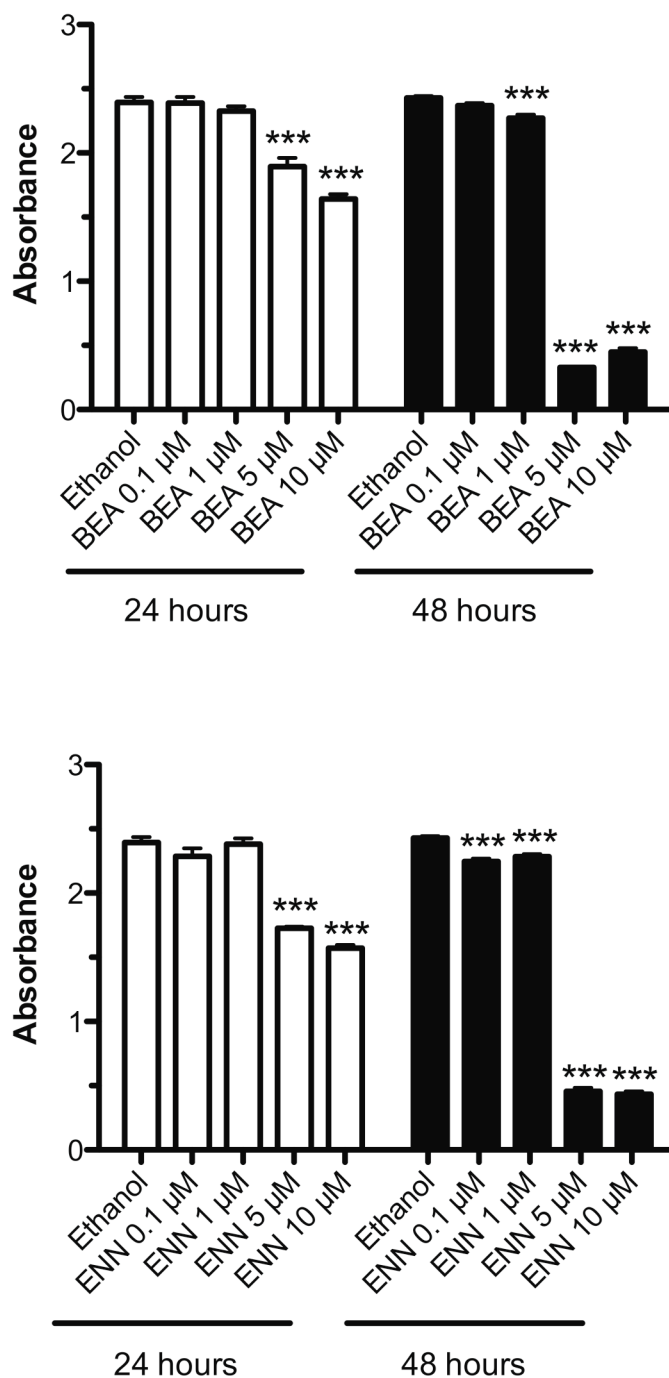 3
2
1
0
Absorbance
*** *** *** *** ***
Ethanol
BEA 0.1 µM
BEA 1 µM
BEA 5 µM
BEA 10 µM
Ethanol
BEA 0.1 µM
BEA 1 µM
BEA 5 µM
BEA 10 µM
24 hours
48 hours
3
2
1
0
Absorbance
*** *** *** *** *** ***
Ethanol
ENN 0.1 µM
ENN 1 µM
ENN 5 µM
ENN 10 µM
Ethanol
ENN 0.1 µM
ENN 1 µM
ENN 5 µM
ENN 10 µM
24 hours
48 hours